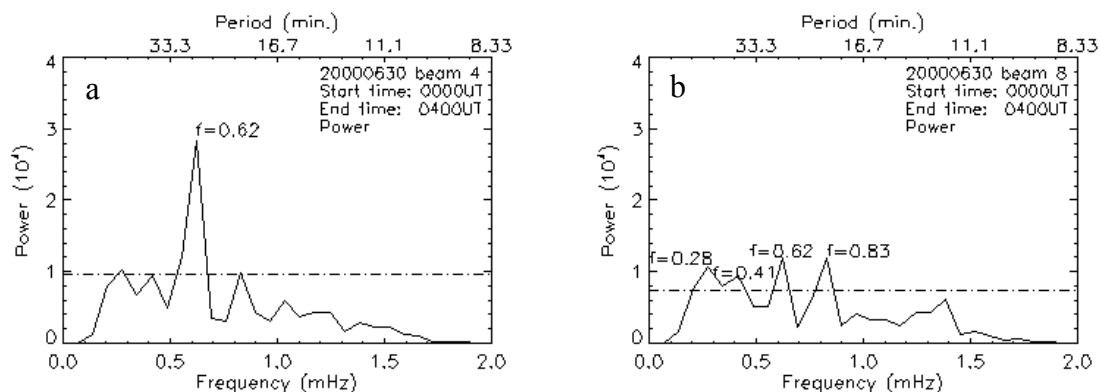 Period (min.)
33.3 16.7 11.1 8.33
a
20000630 beam 4
Start time: 0000UT
End time: 0400UT
Power
f=0.62
Power (10⁴)
4
3
2
1
0
0.0 0.5 1.0 1.5 2.0
Frequency (mHz)
Period (min.)
33.3 16.7 11.1 8.33
b
20000630 beam 8
Start time: 0000UT
End time: 0400UT
Power
f=0.28
f=0.41
f=0.62
f=0.83
Power (10⁴)
4
3
2
1
0
0.0 0.5 1.0 1.5 2.0
Frequency (mHz)